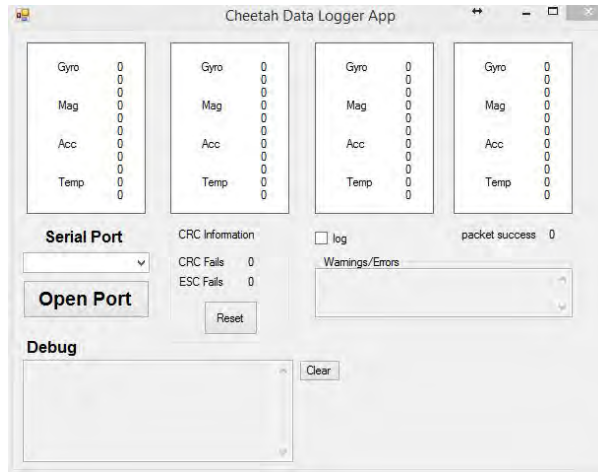 Cheetah Data Logger App
Gyro 0 Gyro 0 Gyro 0 Gyro 0
0 0 0 0
0 0 0 0
Mag 0 Mag 0 Mag 0 Mag 0
0 0 0 0
0 0 0 0
Acc 0 Acc 0 Acc 0 Acc 0
0 0 0 0
0 0 0 0
Temp 0 Temp 0 Temp 0 Temp 0
0 0 0 0
Serial Port
CRC Information
CRC Fails 0
ESC Fails 0
Reset
log
packet success 0
Warnings/Errors
Open Port
Debug
Clear